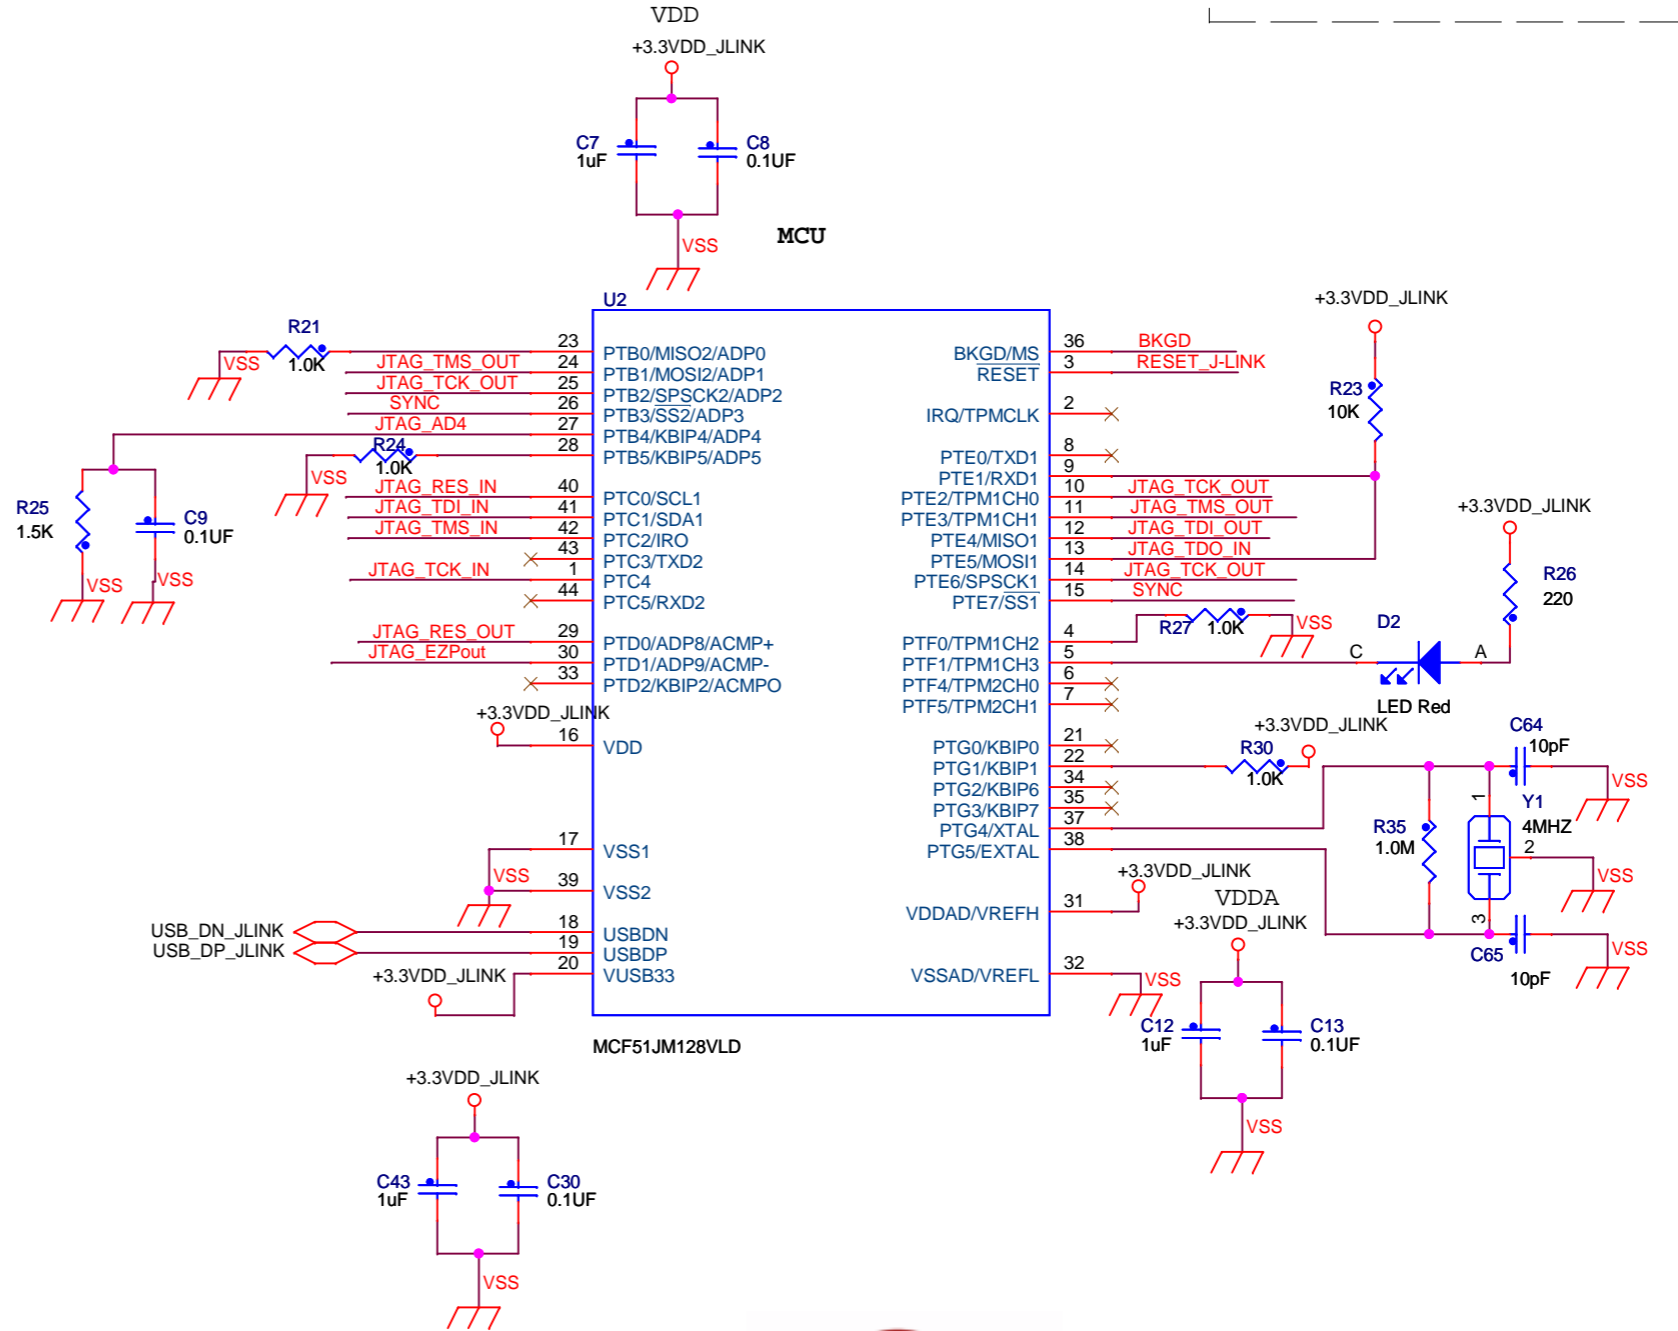 VDD
+3.3VDD_JLINK
C7
1uF
C8
0.1UF
VSS
MCU
U2
R21
1.0K
VSS
23 PTB0/MISO2/ADP0
JTAG_TMS_OUT 24 PTB1/MOSI2/ADP1
JTAG_TCK_OUT 25 PTB2/SPSCK2/ADP2
SYNC 26 PTB3/SS2/ADP3
JTAG_AD4 27 PTB4/KBIP4/ADP4
28 PTB5/KBIP5/ADP5
R24
1.0K
VSS
R25
1.5K
C9
0.1UF
VSS
VSS
JTAG_RES_IN 40 PTC0/SCL1
JTAG_TDI_IN 41 PTC1/SDA1
JTAG_TMS_IN 42 PTC2/IRO
43 PTC3/TXD2
JTAG_TCK_IN 1 PTC4
44 PTC5/RXD2
JTAG_RES_OUT 29 PTD0/ADP8/ACMP+
JTAG_EZPout 30 PTD1/ADP9/ACMP-
33 PTD2/KBIP2/ACMPO
+3.3VDD_JLINK
16 VDD
17 VSS1
VSS
39 VSS2
USB_DN_JLINK 18 USBDN
USB_DP_JLINK 19 USBDP
+3.3VDD_JLINK 20 VUSB33
MCF51JM128VLD
BKGD/MS 36 BKGD
RESET 3 RESET_J-LINK
IRQ/TPMCLK 2
PTE0/TXD1 8
PTE1/RXD1 9
PTE2/TPM1CH0 10 JTAG_TCK_OUT
PTE3/TPM1CH1 11 JTAG_TMS_OUT
PTE4/MISO1 12 JTAG_TDI_OUT
PTE5/MOSI1 13 JTAG_TDO_IN
PTE6/SPSCK1 14 JTAG_TCK_OUT
PTE7/SS1 15 SYNC
+3.3VDD_JLINK
R23
10K
R27 1.0K
VSS
PTF0/TPM1CH2 4
PTF1/TPM1CH3 5
PTF4/TPM2CH0 6
PTF5/TPM2CH1 7
+3.3VDD_JLINK
R26
220
D2
C A
LED Red
PTG0/KBIP0 21
PTG1/KBIP1 22
PTG2/KBIP6 34
PTG3/KBIP7 35
PTG4/XTAL 37
PTG5/EXTAL 38
+3.3VDD_JLINK
R30
1.0K
C64
10pF
VSS
R35
1.0M
1
Y1
4MHZ
2
VSS
3
C65
10pF
VSS
+3.3VDD_JLINK
VDDAD/VREFH 31
VSSAD/VREFL 32
VSS
VDDA
+3.3VDD_JLINK
C12
1uF
C13
0.1UF
VSS
+3.3VDD_JLINK
C43
1uF
C30
0.1UF
VSS